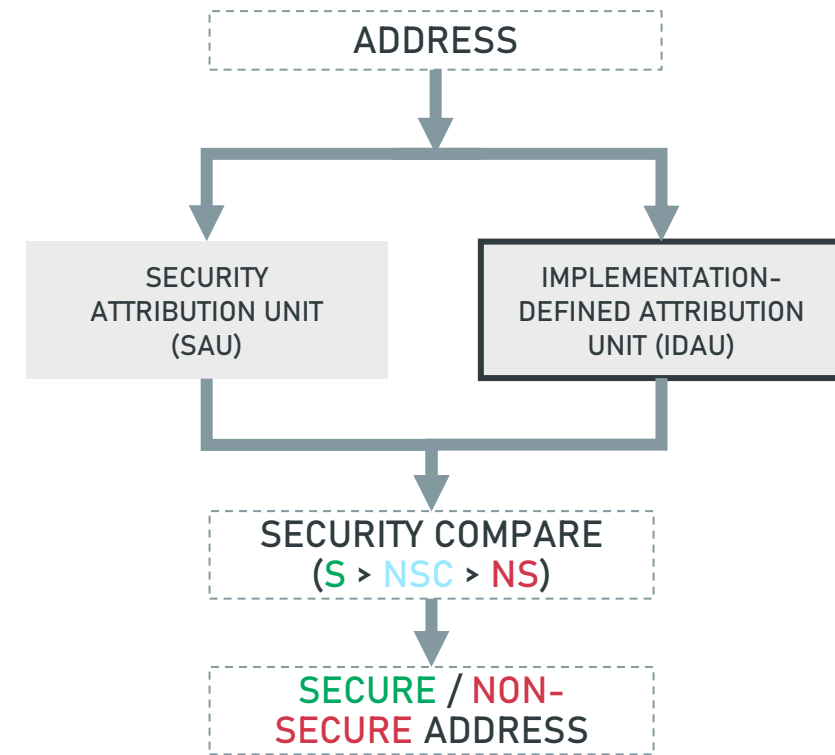 ADDRESS
SECURITY
ATTRIBUTION UNIT
(SAU)
IMPLEMENTATION-
DEFINED ATTRIBUTION
UNIT (IDAU)
SECURITY COMPARE
(S > NSC > NS)
SECURE / NON-
SECURE ADDRESS